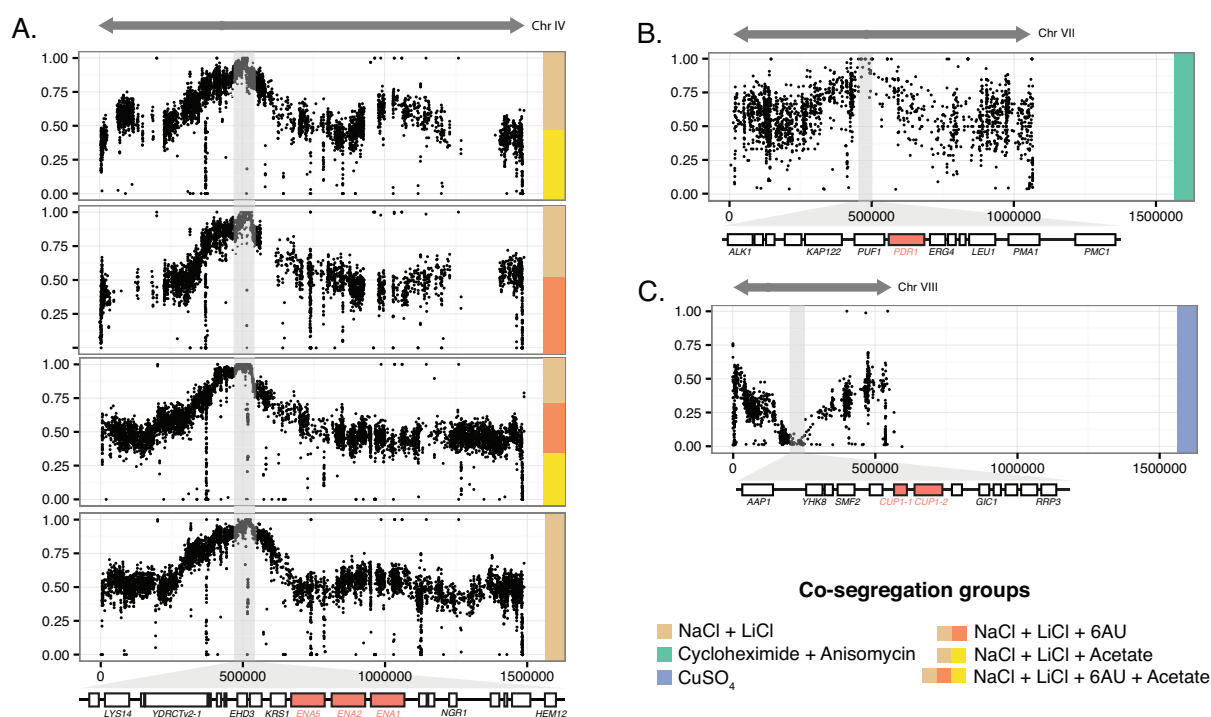 A.
Chr IV
1.00
0.75
0.50
0.25
0.00
1.00
0.75
0.50
0.25
1.00
0.75
0.50
0.25
0.00
1.00
0.75
0.50
0.25
0.00
0 500000 1000000 1500000
LYS14 YDRCTv2-1 EHD3 KRS1 ENA5 ENA2 ENA1 NGR1 HEM12
B.
Chr VII
1.00
0.75
0.50
0.25
0.00
0 500000 1000000 1500000
ALK1 KAP122 PUF1 PDR1 ERG4 LEU1 PMA1 PMC1
C.
Chr VIII
1.00
0.75
0.50
0.25
0.00
0 500000 1000000 1500000
AAP1 YHK8 SMF2 CUP1-1 CUP1-2 GIC1 RRP3
Co-segregation groups
NaCl + LiCl
Cycloheximide + Anisomycin
CuSO4
NaCl + LiCl + 6AU
NaCl + LiCl + Acetate
NaCl + LiCl + 6AU + Acetate